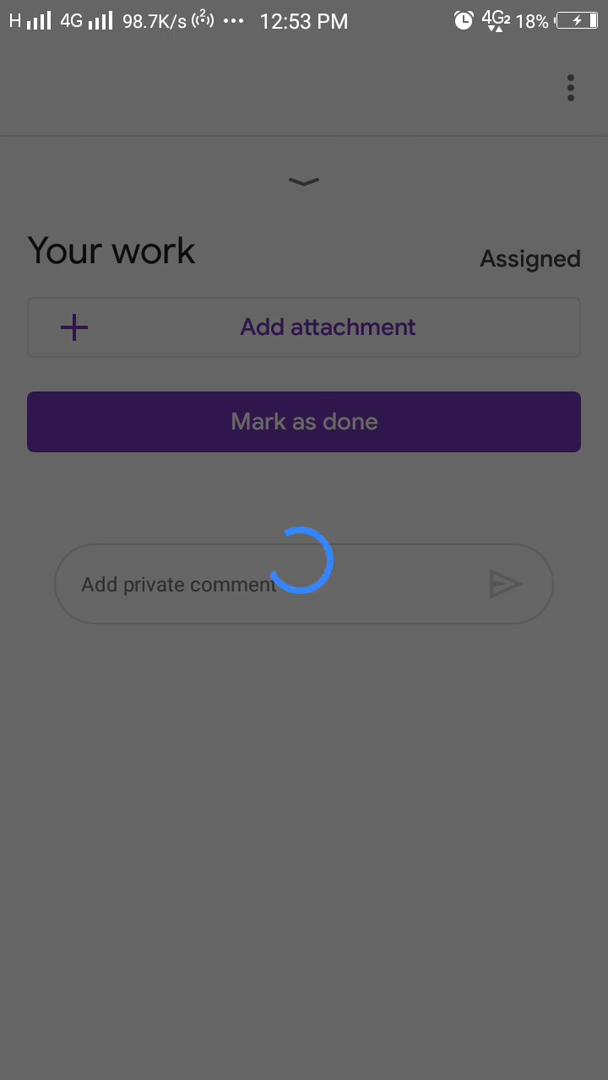 H 4G 98.7K/s 2 ... 12:53 PM 4G2 18%
Your work
Assigned
+ Add attachment
Mark as done
Add private comment